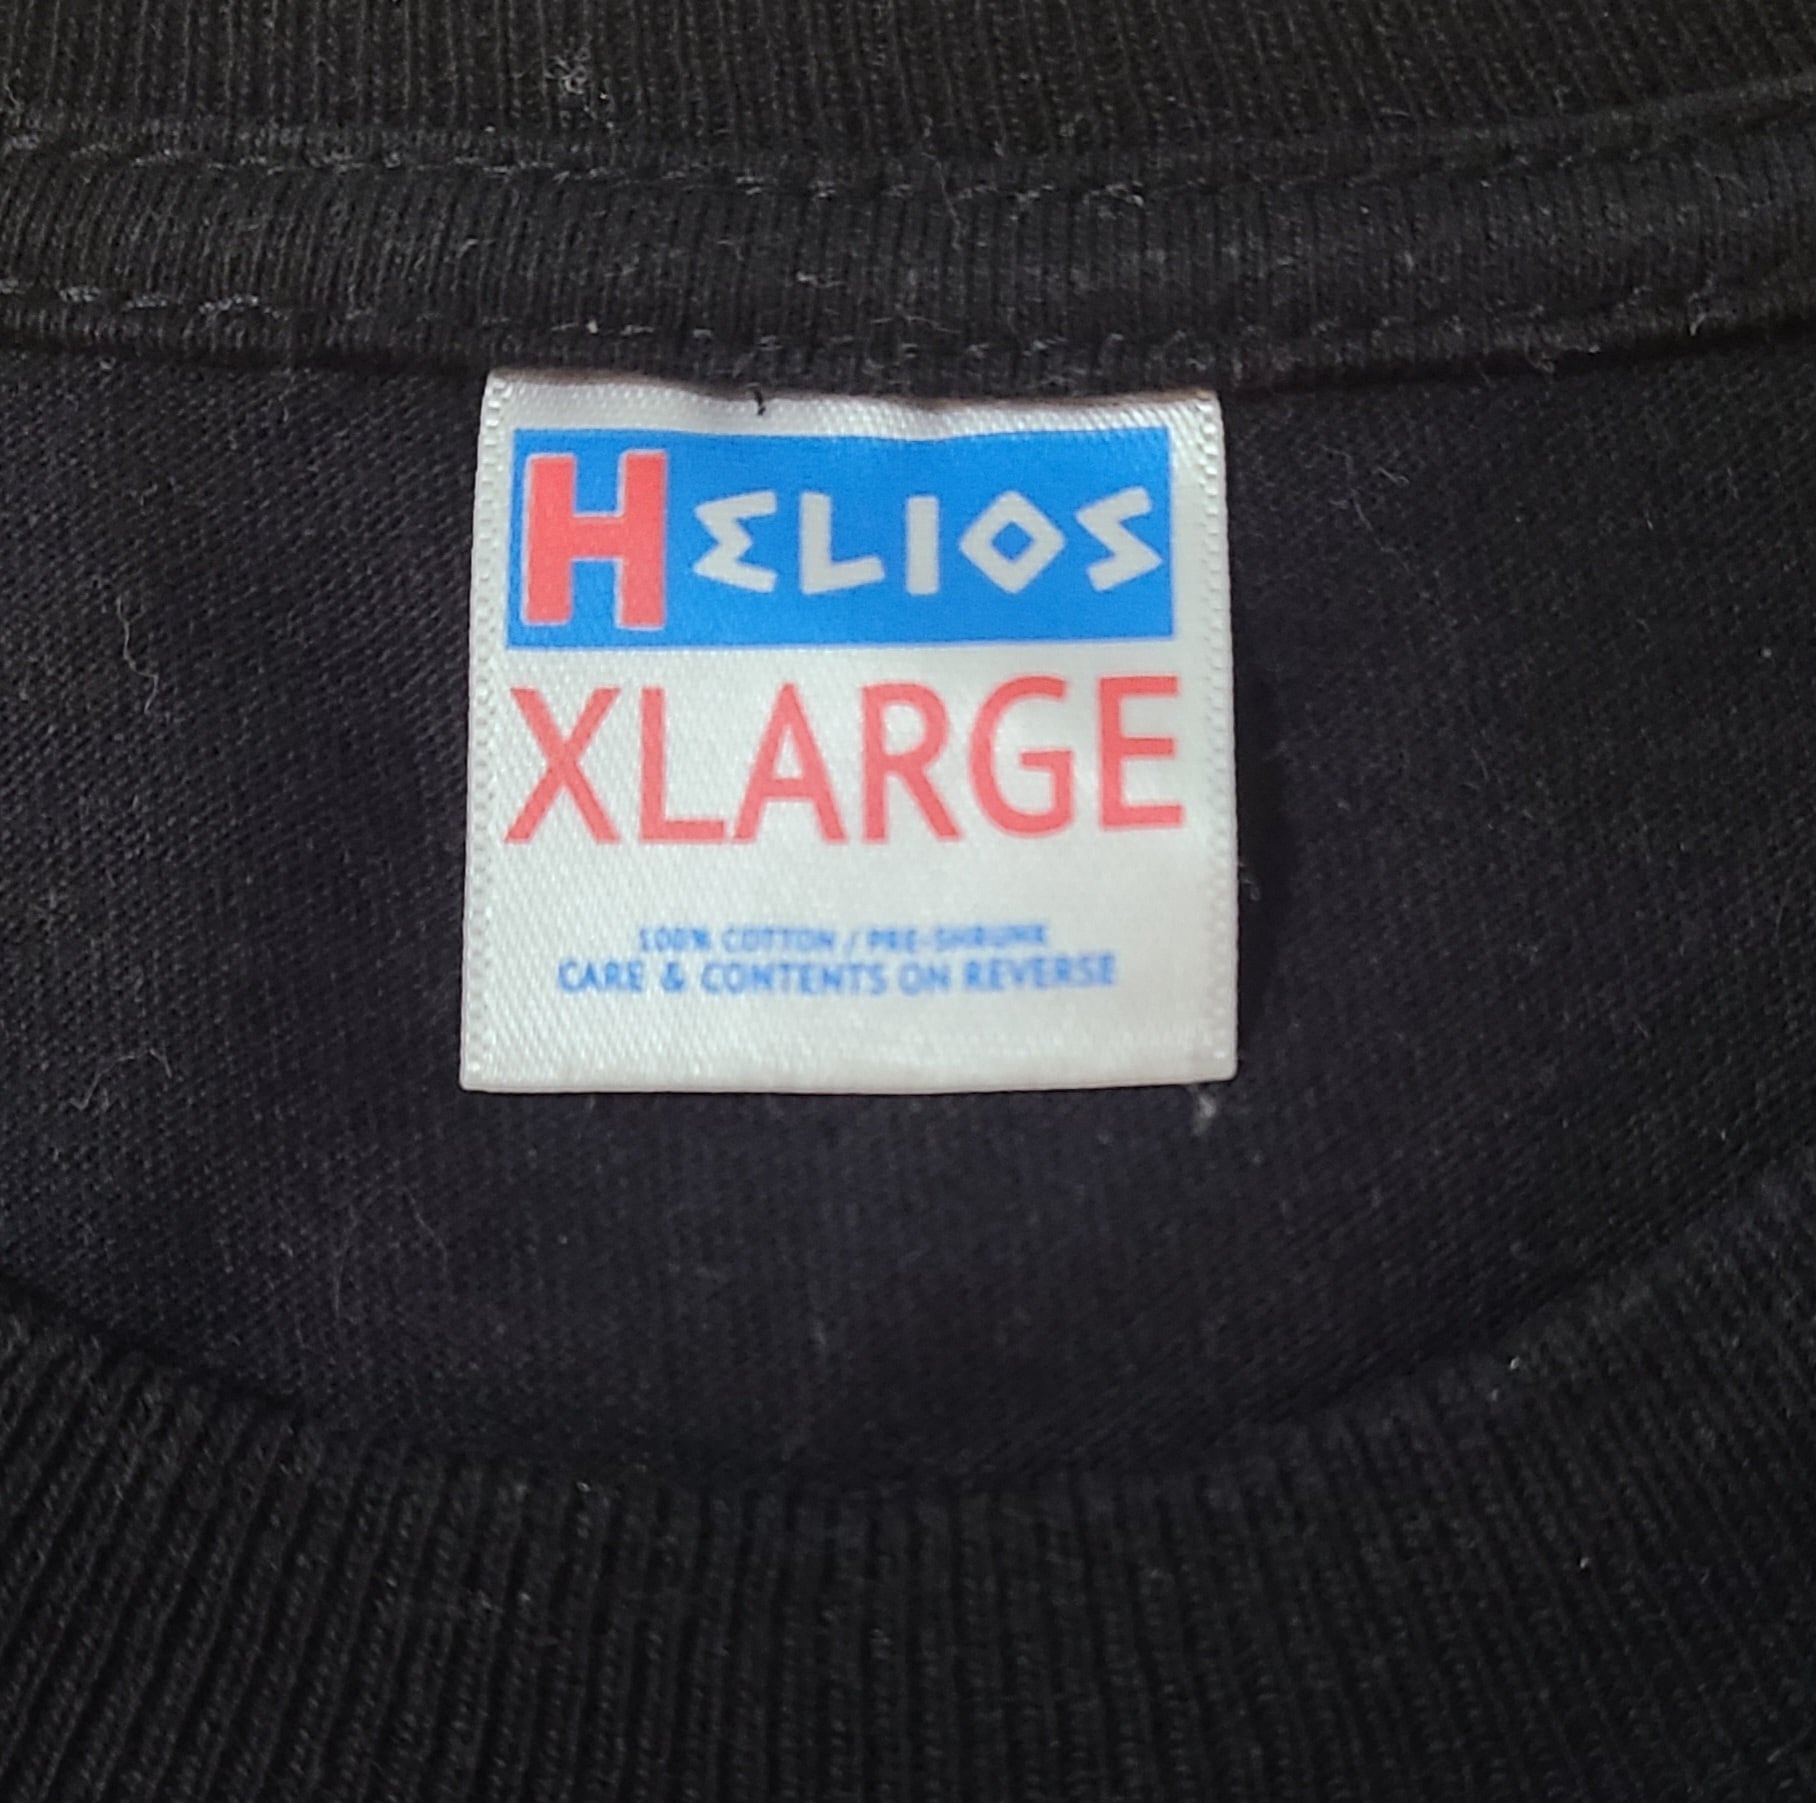 HELIOS
XLARGE
100% COTTON / PRE-SHRUNK
CARE & CONTENTS ON REVERSE